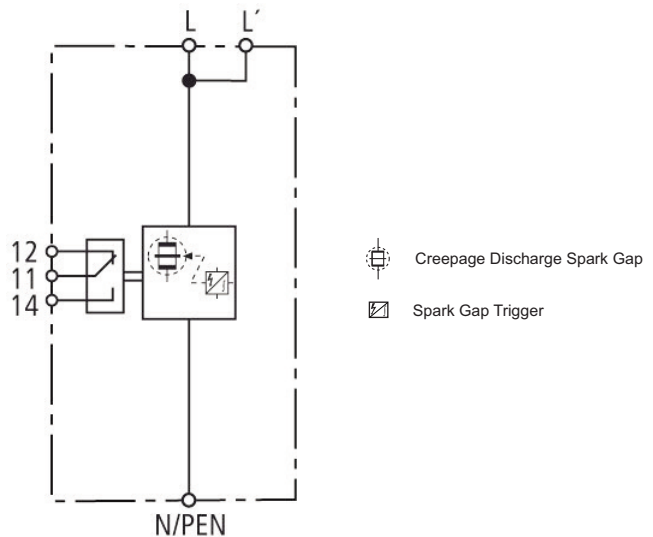 L L´
12
11
14
Creepage Discharge Spark Gap
Spark Gap Trigger
N/PEN